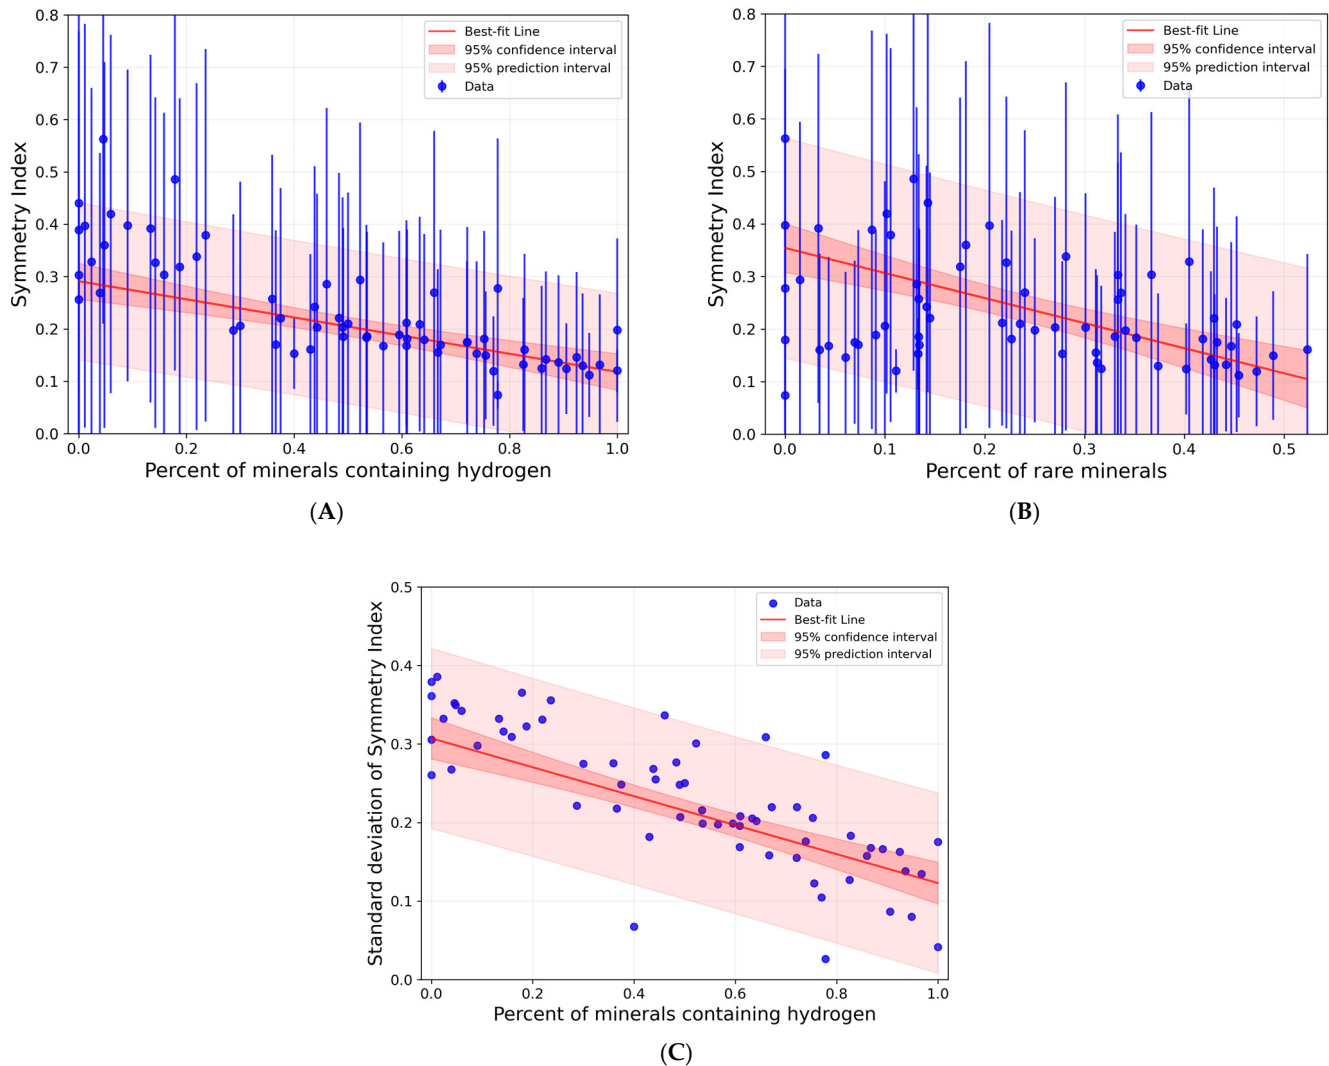 0.8
0.7
0.6
0.5
0.4
0.3
0.2
0.1
0.0
Symmetry Index
Best-fit Line
95% confidence interval
95% prediction interval
Data
0.0 0.2 0.4 0.6 0.8 1.0
Percent of minerals containing hydrogen
(A)
0.8
0.7
0.6
0.5
0.4
0.3
0.2
0.1
0.0
Symmetry Index
Best-fit Line
95% confidence interval
95% prediction interval
Data
0.0 0.1 0.2 0.3 0.4 0.5
Percent of rare minerals
(B)
0.5
0.4
0.3
0.2
0.1
0.0
Standard deviation of Symmetry Index
Data
Best-fit Line
95% confidence interval
95% prediction interval
0.0 0.2 0.4 0.6 0.8 1.0
Percent of minerals containing hydrogen
(C)